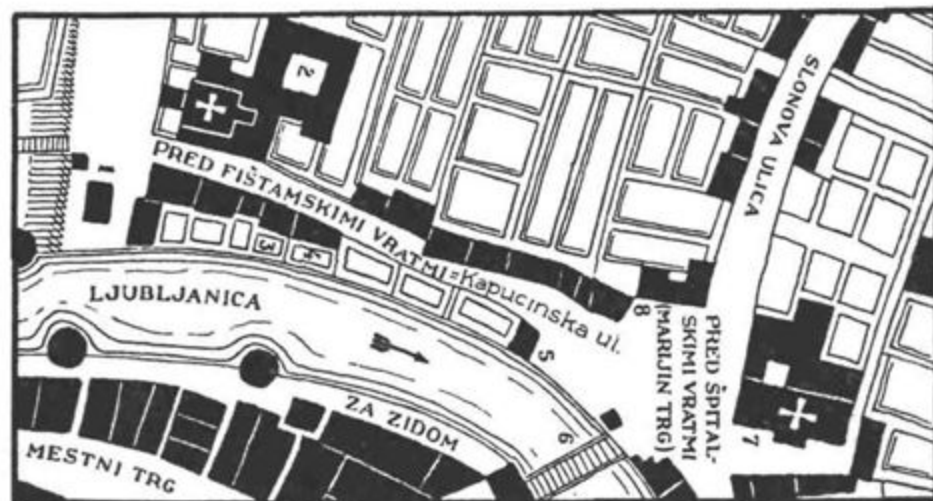 2
SLONOVA ULICA
1
PRED FIŠTAMSKIMI VRATMI=Kapucinska ul.
3
4
LJUBLJANICA
8
PRED ŠPITAL-
SKIMI VRATMI
(MARIJIN TRG)
5
ZA ZIDOM
6
7
MESTNI TRG